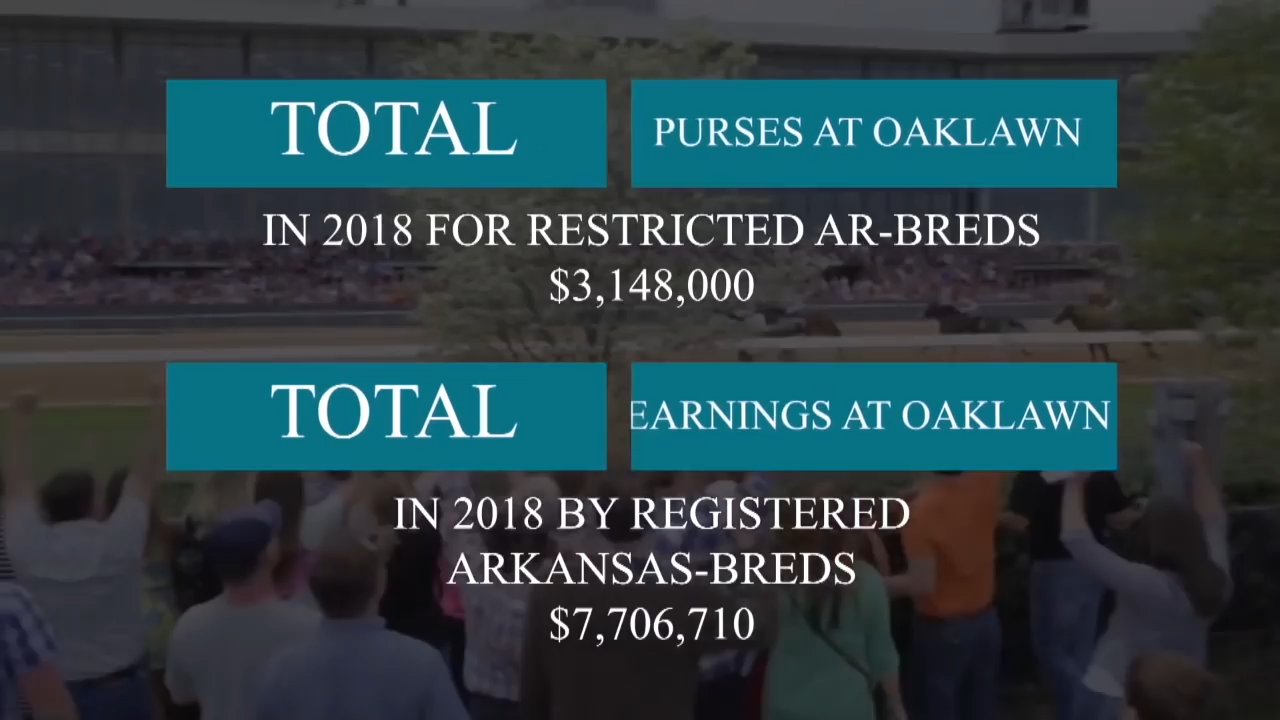 TOTAL
PURSES AT OAKLAWN
IN 2018 FOR RESTRICTED AR-BREDS
$3,148,000
TOTAL
EARNINGS AT OAKLAWN
IN 2018 BY REGISTERED
ARKANSAS-BREDS
$7,706,710